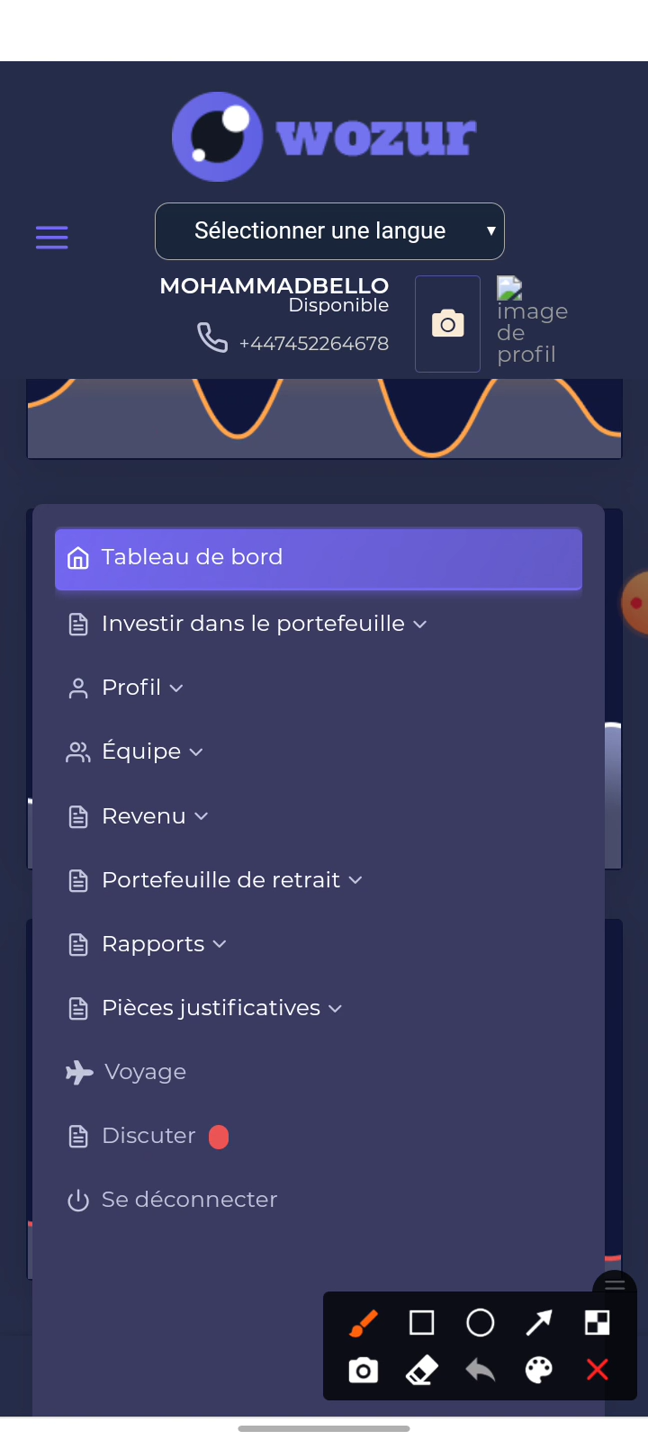 wozur
Sélectionner une langue
MOHAMMADBELLO
Disponible
+447452264678
image
de
profil
Tableau de bord
Investir dans le portefeuille
Profil
Équipe
Revenu
Portefeuille de retrait
Rapports
Pièces justificatives
Voyage
Discuter
Se déconnecter